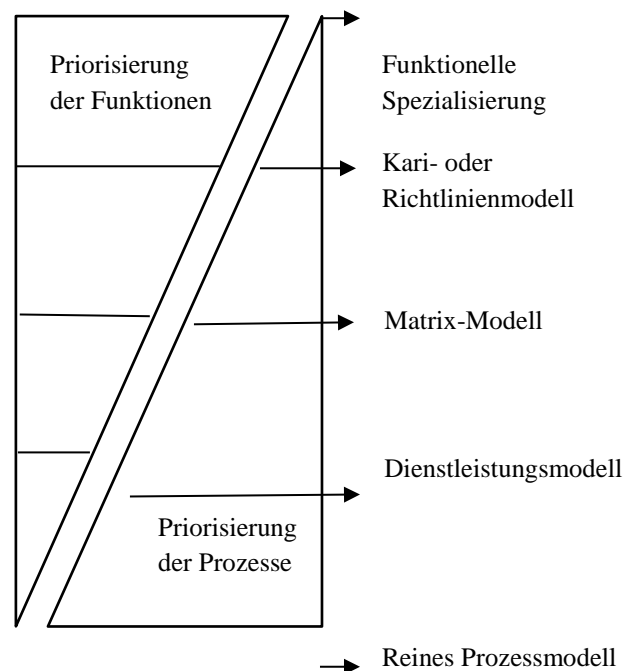 Priorisierung
der Funktionen
Funktionelle
Spezialisierung
Kari- oder
Richtlinienmodell
Matrix-Modell
Dienstleistungsmodell
Priorisierung
der Prozesse
Reines Prozessmodell